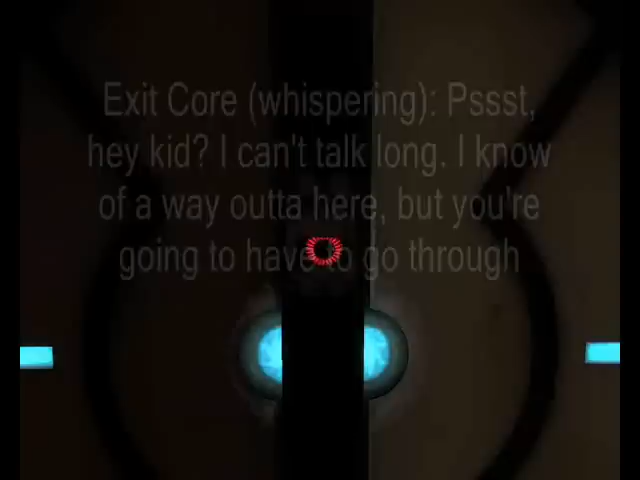 Exit Core (whispering): Pssst,
hey kid? I can't talk long. I know
of a way outta here, but you're
going to have to go through